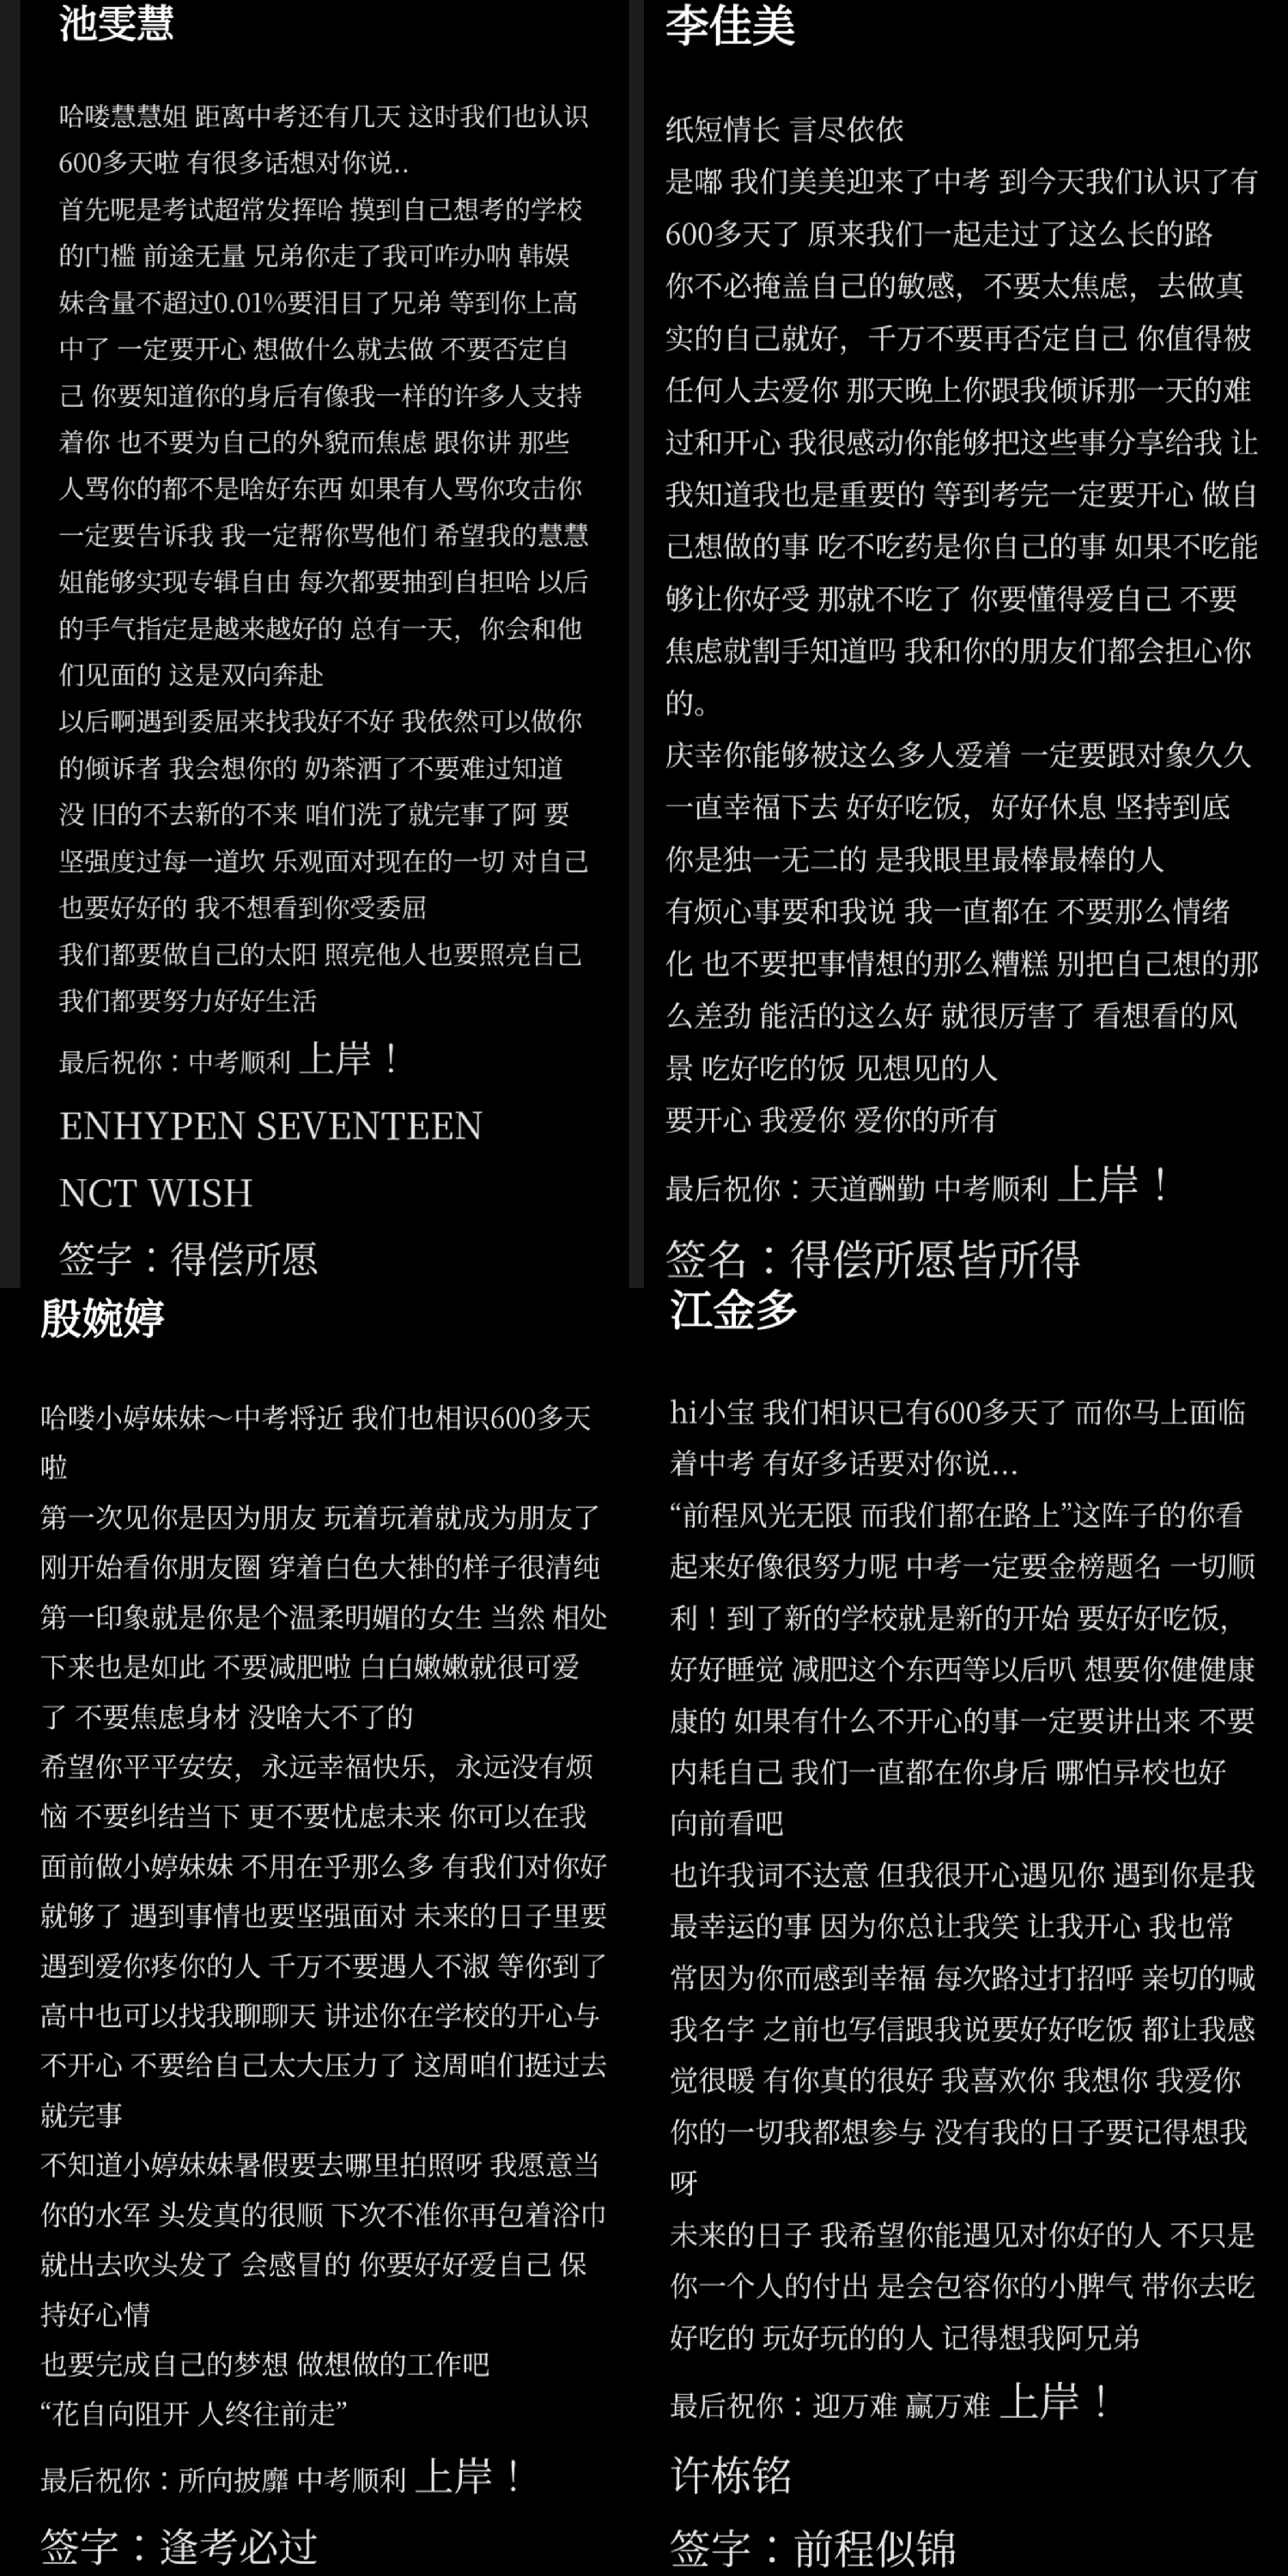 池雯慧
哈喽慧慧姐 距离中考还有几天 这时我们也认识
600多天啦 有很多话想对你说..
首先呢是考试超常发挥哈 摸到自己想考的学校
的门槛 前途无量 兄弟你走了我可咋办呐 韩娱
妹含量不超过0.01%要泪目了兄弟 等到你上高
中了 一定要开心 想做什么就去做 不要否定自
己 你要知道你的身后有像我一样的许多人支持
着你 也不要为自己的外貌而焦虑 跟你讲 那些
人骂你的都不是啥好东西 如果有人骂你攻击你
一定要告诉我 我一定帮你骂他们 希望我的慧慧
姐能够实现专辑自由 每次都要抽到自担哈 以后
的手气指定是越来越好的 总有一天，你会和他
们见面的 这是双向奔赴
以后啊遇到委屈来找我好不好 我依然可以做你
的倾诉者 我会想你的 奶茶洒了不要难过知道
没 旧的不去新的不来 咱们洗了就完事了阿 要
坚强度过每一道坎 乐观面对现在的一切 对自己
也要好好的 我不想看到你受委屈
我们都要做自己的太阳 照亮他人也要照亮自己
我们都要努力好好生活
最后祝你：中考顺利 上岸！
ENHYPEN SEVENTEEN
NCT WISH
签字：得偿所愿
李佳美
纸短情长 言尽依依
是嘟 我们美美迎来了中考 到今天我们认识了有
600多天了 原来我们一起走过了这么长的路
你不必掩盖自己的敏感，不要太焦虑，去做真
实的自己就好，千万不要再否定自己 你值得被
任何人去爱你 那天晚上你跟我倾诉那一天的难
过和开心 我很感动你能够把这些事分享给我 让
我知道我也是重要的 等到考完一定要开心 做自
己想做的事 吃不吃药是你自己的事 如果不吃能
够让你好受 那就不吃了 你要懂得爱自己 不要
焦虑就割手知道吗 我和你的朋友们都会担心你
的。
庆幸你能够被这么多人爱着 一定要跟对象久久
一直幸福下去 好好吃饭，好好休息 坚持到底
你是独一无二的 是我眼里最棒最棒的人
有烦心事要和我说 我一直都在 不要那么情绪
化 也不要把事情想的那么糟糕 别把自己想的那
么差劲 能活的这么好 就很厉害了 看想看的风
景 吃好吃的饭 见想见的人
要开心 我爱你 爱你的所有
最后祝你：天道酬勤 中考顺利 上岸！
签名：得偿所愿皆所得
殷婉婷
哈喽小婷妹妹～中考将近 我们也相识600多天
啦
第一次见你是因为朋友 玩着玩着就成为朋友了
刚开始看你朋友圈 穿着白色大褂的样子很清纯
第一印象就是你是个温柔明媚的女生 当然 相处
下来也是如此 不要减肥啦 白白嫩嫩就很可爱
了 不要焦虑身材 没啥大不了的
希望你平平安安，永远幸福快乐，永远没有烦
恼 不要纠结当下 更不要忧虑未来 你可以在我
面前做小婷妹妹 不用在乎那么多 有我们对你好
就够了 遇到事情也要坚强面对 未来的日子里要
遇到爱你疼你的人 千万不要遇人不淑 等你到了
高中也可以找我聊聊天 讲述你在学校的开心与
不开心 不要给自己太大压力了 这周咱们挺过去
就完事
不知道小婷妹妹暑假要去哪里拍照呀 我愿意当
你的水军 头发真的很顺 下次不准你再包着浴巾
就出去吹头发了 会感冒的 你要好好爱自己 保
持好心情
也要完成自己的梦想 做想做的工作吧
“花自向阻开 人终往前走”
最后祝你：所向披靡 中考顺利 上岸！
签字：逢考必过
江金多
hi小宝 我们相识已有600多天了 而你马上面临
着中考 有好多话要对你说...
“前程风光无限 而我们都在路上”这阵子的你看
起来好像很努力呢 中考一定要金榜题名 一切顺
利！到了新的学校就是新的开始 要好好吃饭，
好好睡觉 减肥这个东西等以后叭 想要你健健康
康的 如果有什么不开心的事一定要讲出来 不要
内耗自己 我们一直都在你身后 哪怕异校也好
向前看吧
也许我词不达意 但我很开心遇见你 遇到你是我
最幸运的事 因为你总让我笑 让我开心 我也常
常因为你而感到幸福 每次路过打招呼 亲切的喊
我名字 之前也写信跟我说要好好吃饭 都让我感
觉很暖 有你真的很好 我喜欢你 我想你 我爱你
你的一切我都想参与 没有我的日子要记得想我
呀
未来的日子 我希望你能遇见对你好的人 不只是
你一个人的付出 是会包容你的小脾气 带你去吃
好吃的 玩好玩的的人 记得想我阿兄弟
最后祝你：迎万难 赢万难 上岸！
许栋铭
签字：前程似锦